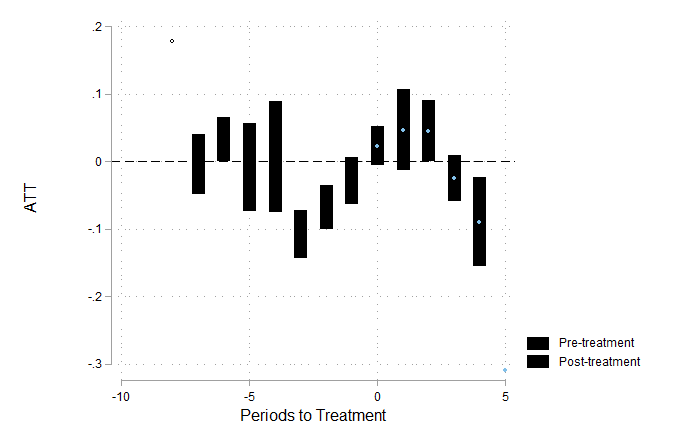 .2
.1
0
-.1
-.2
-.3
ATT
-10
-5
0
5
Periods to Treatment
Pre-treatment
Post-treatment